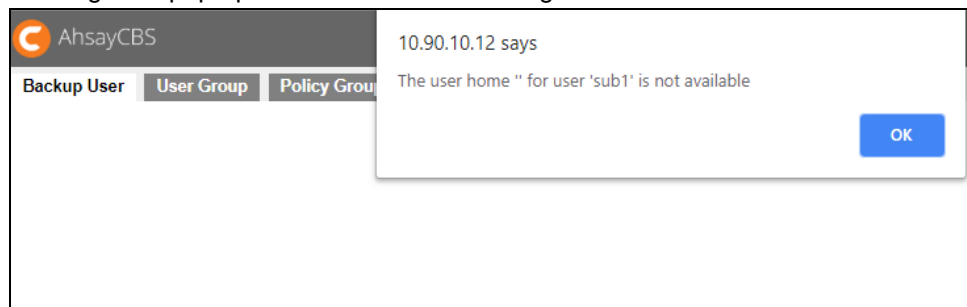 AhsayCBS
Backup User User Group Policy Grou
10.90.10.12 says
The user home '' for user 'sub1' is not available
OK